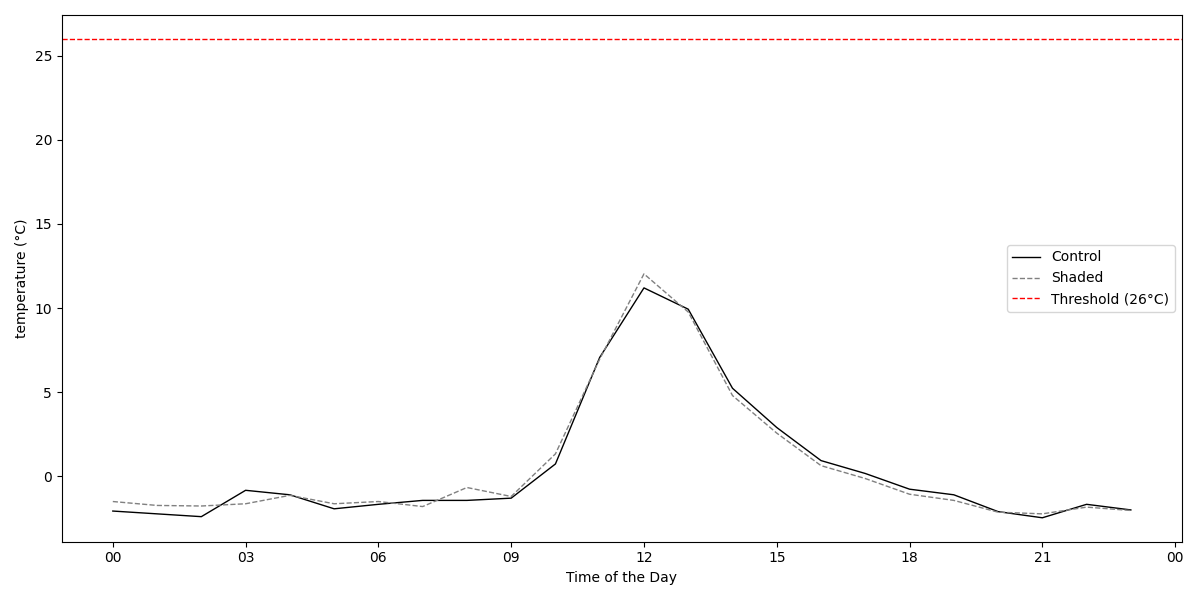 25
20
15
10
5
0
temperature (°C)
Control
Shaded
Threshold (26°C)
00 03 06 09 12 15 18 21 00
Time of the Day